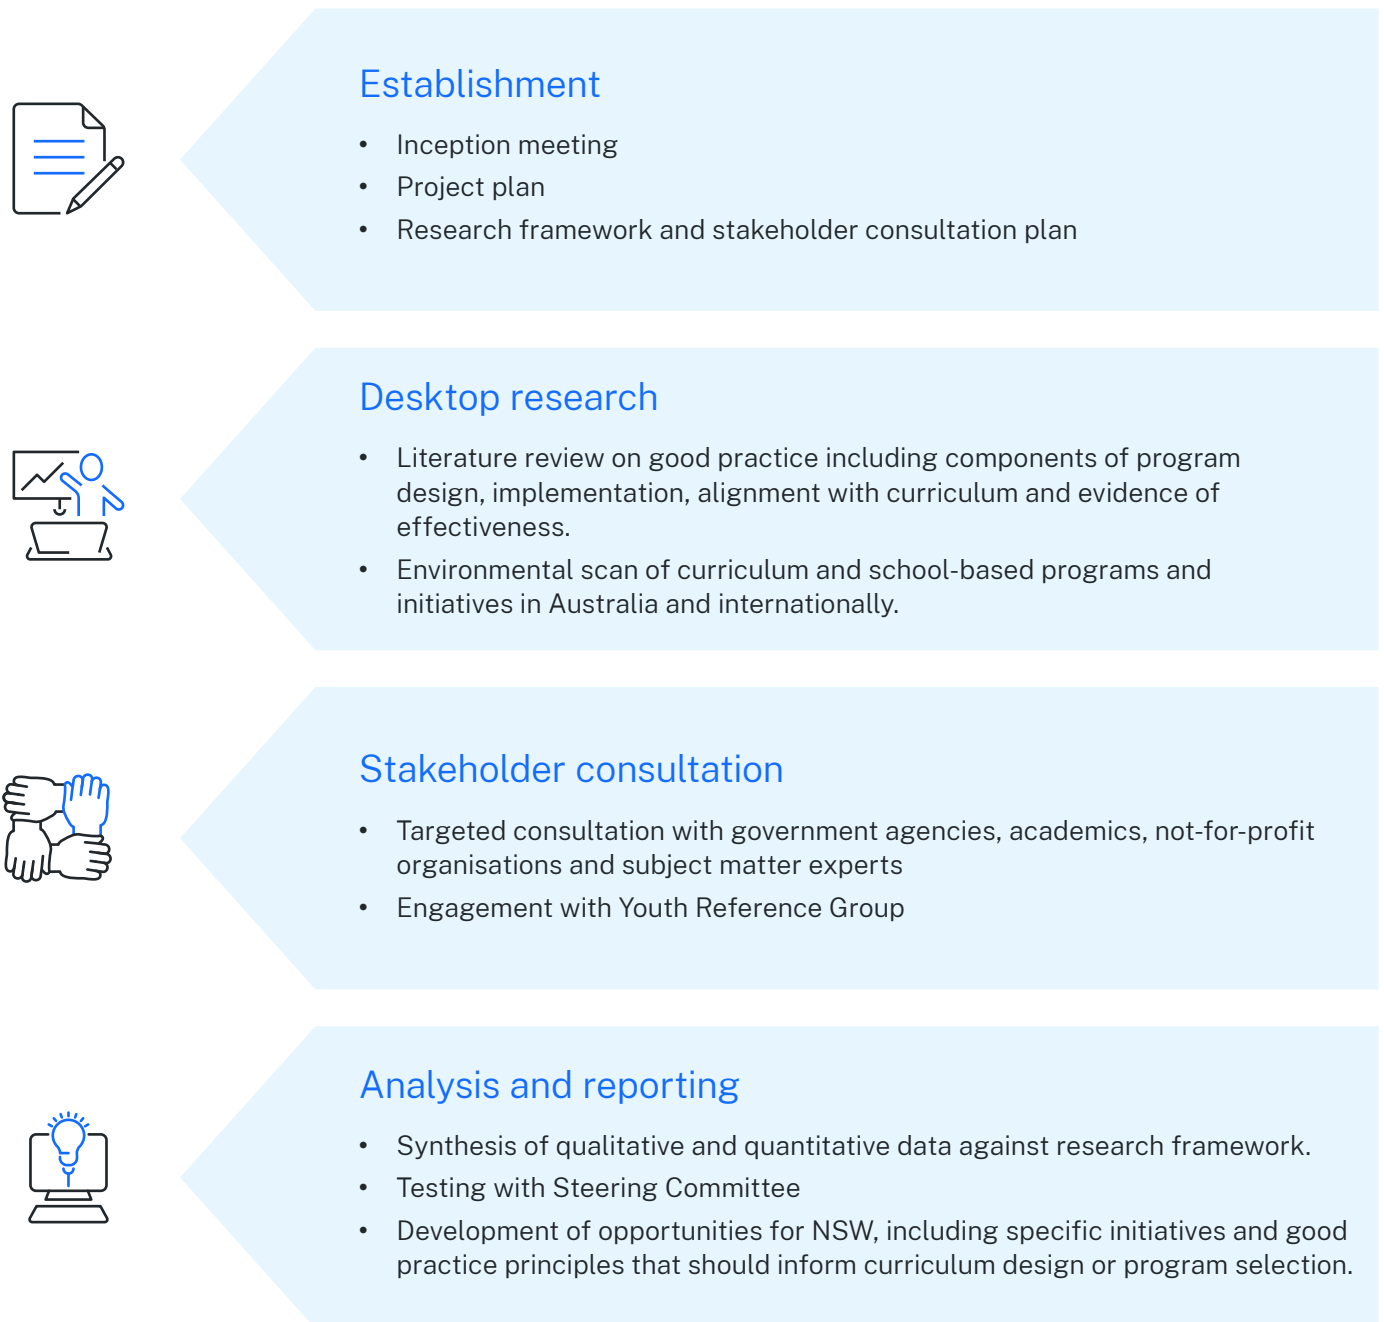 Establishment
• Inception meeting
• Project plan
• Research framework and stakeholder consultation plan
Desktop research
• Literature review on good practice including components of program
design, implementation, alignment with curriculum and evidence of
effectiveness.
• Environmental scan of curriculum and school-based programs and
initiatives in Australia and internationally.
Stakeholder consultation
• Targeted consultation with government agencies, academics, not-for-profit
organisations and subject matter experts
• Engagement with Youth Reference Group
Analysis and reporting
• Synthesis of qualitative and quantitative data against research framework.
• Testing with Steering Committee
• Development of opportunities for NSW, including specific initiatives and good
practice principles that should inform curriculum design or program selection.